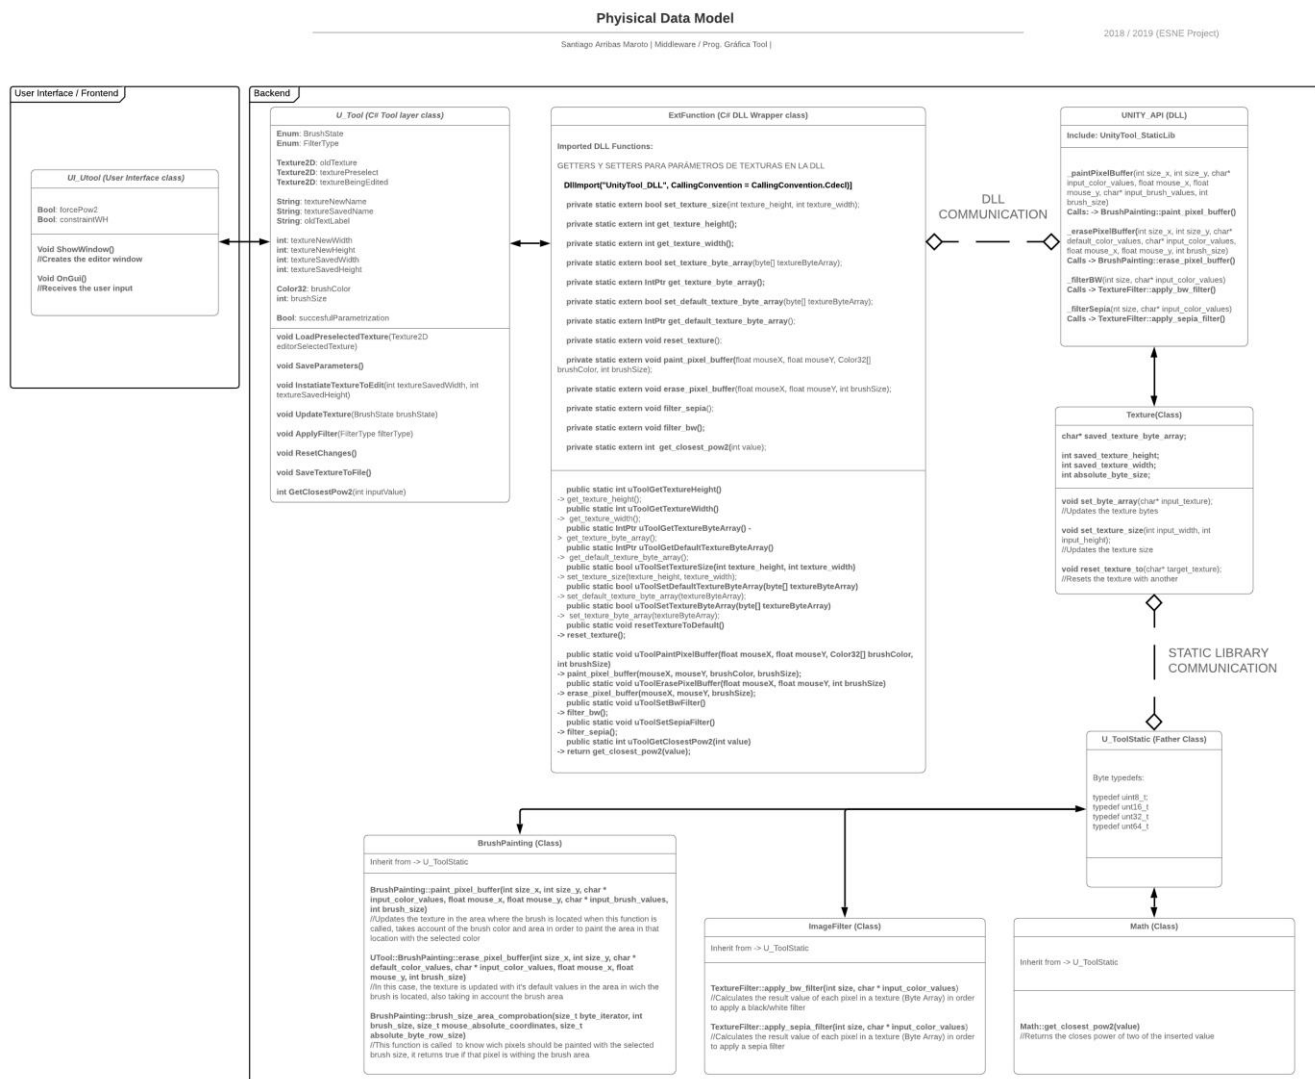 Phyisical Data Model
Santiago Arribas Maroto | Middleware / Prog. Gráfica Tool |
2018 / 2019 (ESNE Project)
User Interface / Frontend
UI_Utool (User Interface class)
Bool: forcePow2
Bool: constraintWH
Void ShowWindow()
//Creates the editor window
Void OnGui()
//Receives the user input
Backend
U_Tool (C# Tool layer class)
Enum: BrushState
Enum: FilterType
Texture2D: oldTexture
Texture2D: texturePreselect
Texture2D: textureBeingEdited
String: textureNewName
String: textureSavedName
String: oldTextLabel
int: textureNewWidth
int: textureNewHeight
int: textureSavedWidth
int: textureSavedHeight
Color32: brushColor
int: brushSize
Bool: succesfulParametrization
void LoadPreselectedTexture(Texture2D
editorSelectedTexture)
void SaveParameters()
void InstatiateTextureToEdit(int textureSavedWidth, int
textureSavedHeight)
void UpdateTexture(BrushState brushState)
void ApplyFilter(FilterType filterType)
void ResetChanges()
void SaveTextureToFile()
int GetClosestPow2(int inputValue)
ExtFunction (C# DLL Wrapper class)
Imported DLL Functions:
GETTERS Y SETTERS PARA PARÁMETROS DE TEXTURAS EN LA DLL
DllImport("UnityTool_DLL", CallingConvention = CallingConvention.Cdecl)]
private static extern bool set_texture_size(int texture_height, int texture_width);
private static extern int get_texture_height();
private static extern int get_texture_width();
private static extern bool set_texture_byte_array(byte[] textureByteArray);
private static extern IntPtr get_texture_byte_array();
private static extern bool set_default_texture_byte_array(byte[] textureByteArray);
private static extern IntPtr get_default_texture_byte_array();
private static extern void reset_texture();
private static extern void paint_pixel_buffer(float mouseX, float mouseY, Color32[]
brushColor, int brushSize);
private static extern void erase_pixel_buffer(float mouseX, float mouseY, int brushSize);
private static extern void filter_sepia();
private static extern void filter_bw();
private static extern int get_closest_pow2(int value);
public static int uToolGetTextureHeight()
-> get_texture_height();
public static int uToolGetTextureWidth()
-> get_texture_width();
public static IntPtr uToolGetTextureByteArray() -
> get_texture_byte_array();
public static IntPtr uToolGetDefaultTextureByteArray()
-> get_default_texture_byte_array();
public static bool uToolSetTextureSize(int texture_height, int texture_width)
-> set_texture_size(texture_height, texture_width);
public static bool uToolSetDefaultTextureByteArray(byte[] textureByteArray)
-> set_default_texture_byte_array(textureByteArray);
public static bool uToolSetTextureByteArray(byte[] textureByteArray)
-> set_texture_byte_array(textureByteArray);
public static void resetTextureToDefault()
-> reset_texture();
public static void uToolPaintPixelBuffer(float mouseX, float mouseY, Color32[] brushColor,
int brushSize)
-> paint_pixel_buffer(mouseX, mouseY, brushColor, brushSize);
public static void uToolErasePixelBuffer(float mouseX, float mouseY, int brushSize)
-> erase_pixel_buffer(mouseX, mouseY, brushSize);
public static void uToolSetBwFilter()
-> filter_bw();
public static void uToolSetSepiaFilter()
-> filter_sepia();
public static int uToolGetClosestPow2(int value)
-> return get_closest_pow2(value);
DLL
COMMUNICATION
UNITY_API (DLL)
Include: UnityTool_StaticLib
_paintPixelBuffer(int size_x, int size_y, char*
input_color_values, float mouse_x, float
mouse_y, char* input_brush_values, int
brush_size)
Calls: -> BrushPainting::paint_pixel_buffer()
_erasePixelBuffer(int size_x, int size_y, char*
default_color_values, char* input_color_values,
float mouse_x, float mouse_y, int brush_size)
Calls -> BrushPainting::erase_pixel_buffer()
_filterBW(int size, char* input_color_values)
Calls -> TextureFilter::apply_bw_filter()
_filterSepia(nt size, char* input_color_values)
Calls -> TextureFilter::apply_sepia_filter()
Texture(Class)
char* saved_texture_byte_array;
int saved_texture_height;
int saved_texture_width;
int absolute_byte_size;
void set_byte_array(char* input_texture);
//Updates the texture bytes
void set_texture_size(int input_width, int
input_height);
//Updates the texture size
void reset_texture_to(char* target_texture);
//Resets the texture with another
STATIC LIBRARY
COMMUNICATION
U_ToolStatic (Father Class)
Byte typedefs:
typedef uint8_t;
typedef unt16_t
typedef unt32_t
typedef unt64_t
BrushPainting (Class)
Inherit from -> U_ToolStatic
BrushPainting::paint_pixel_buffer(int size_x, int size_y, char *
input_color_values, float mouse_x, float mouse_y, char * input_brush_values,
int brush_size)
//Updates the texture in the area where the brush is located when this function is
called, takes account of the brush color and area in order to paint the area in that
location with the selected color
UTool::BrushPainting::erase_pixel_buffer(int size_x, int size_y, char *
default_color_values, char * input_color_values, float mouse_x, float
mouse_y, int brush_size)
//In this case, the texture is updated with it's default values in the area in wich the
brush is located, also taking in account the brush area
BrushPainting::brush_size_area_comprobation(size_t byte_iterator, int
brush_size, size_t mouse_absolute_coordinates, size_t
absolute_byte_row_size)
//This function is called to know wich pixels should be painted with the selected
brush size, it returns true if that pixel is withing the brush area
ImageFilter (Class)
Inherit from -> U_ToolStatic
TextureFilter::apply_bw_filter(int size, char * input_color_values)
//Calculates the result value of each pixel in a texture (Byte Array) in order
to apply a black/white filter
TextureFilter::apply_sepia_filter(int size, char * input_color_values)
//Calculates the result value of each pixel in a texture (Byte Array) in order
to apply a sepia filter
Math (Class)
Inherit from -> U_ToolStatic
Math::get_closest_pow2(value)
//Returns the closes power of two of the inserted value